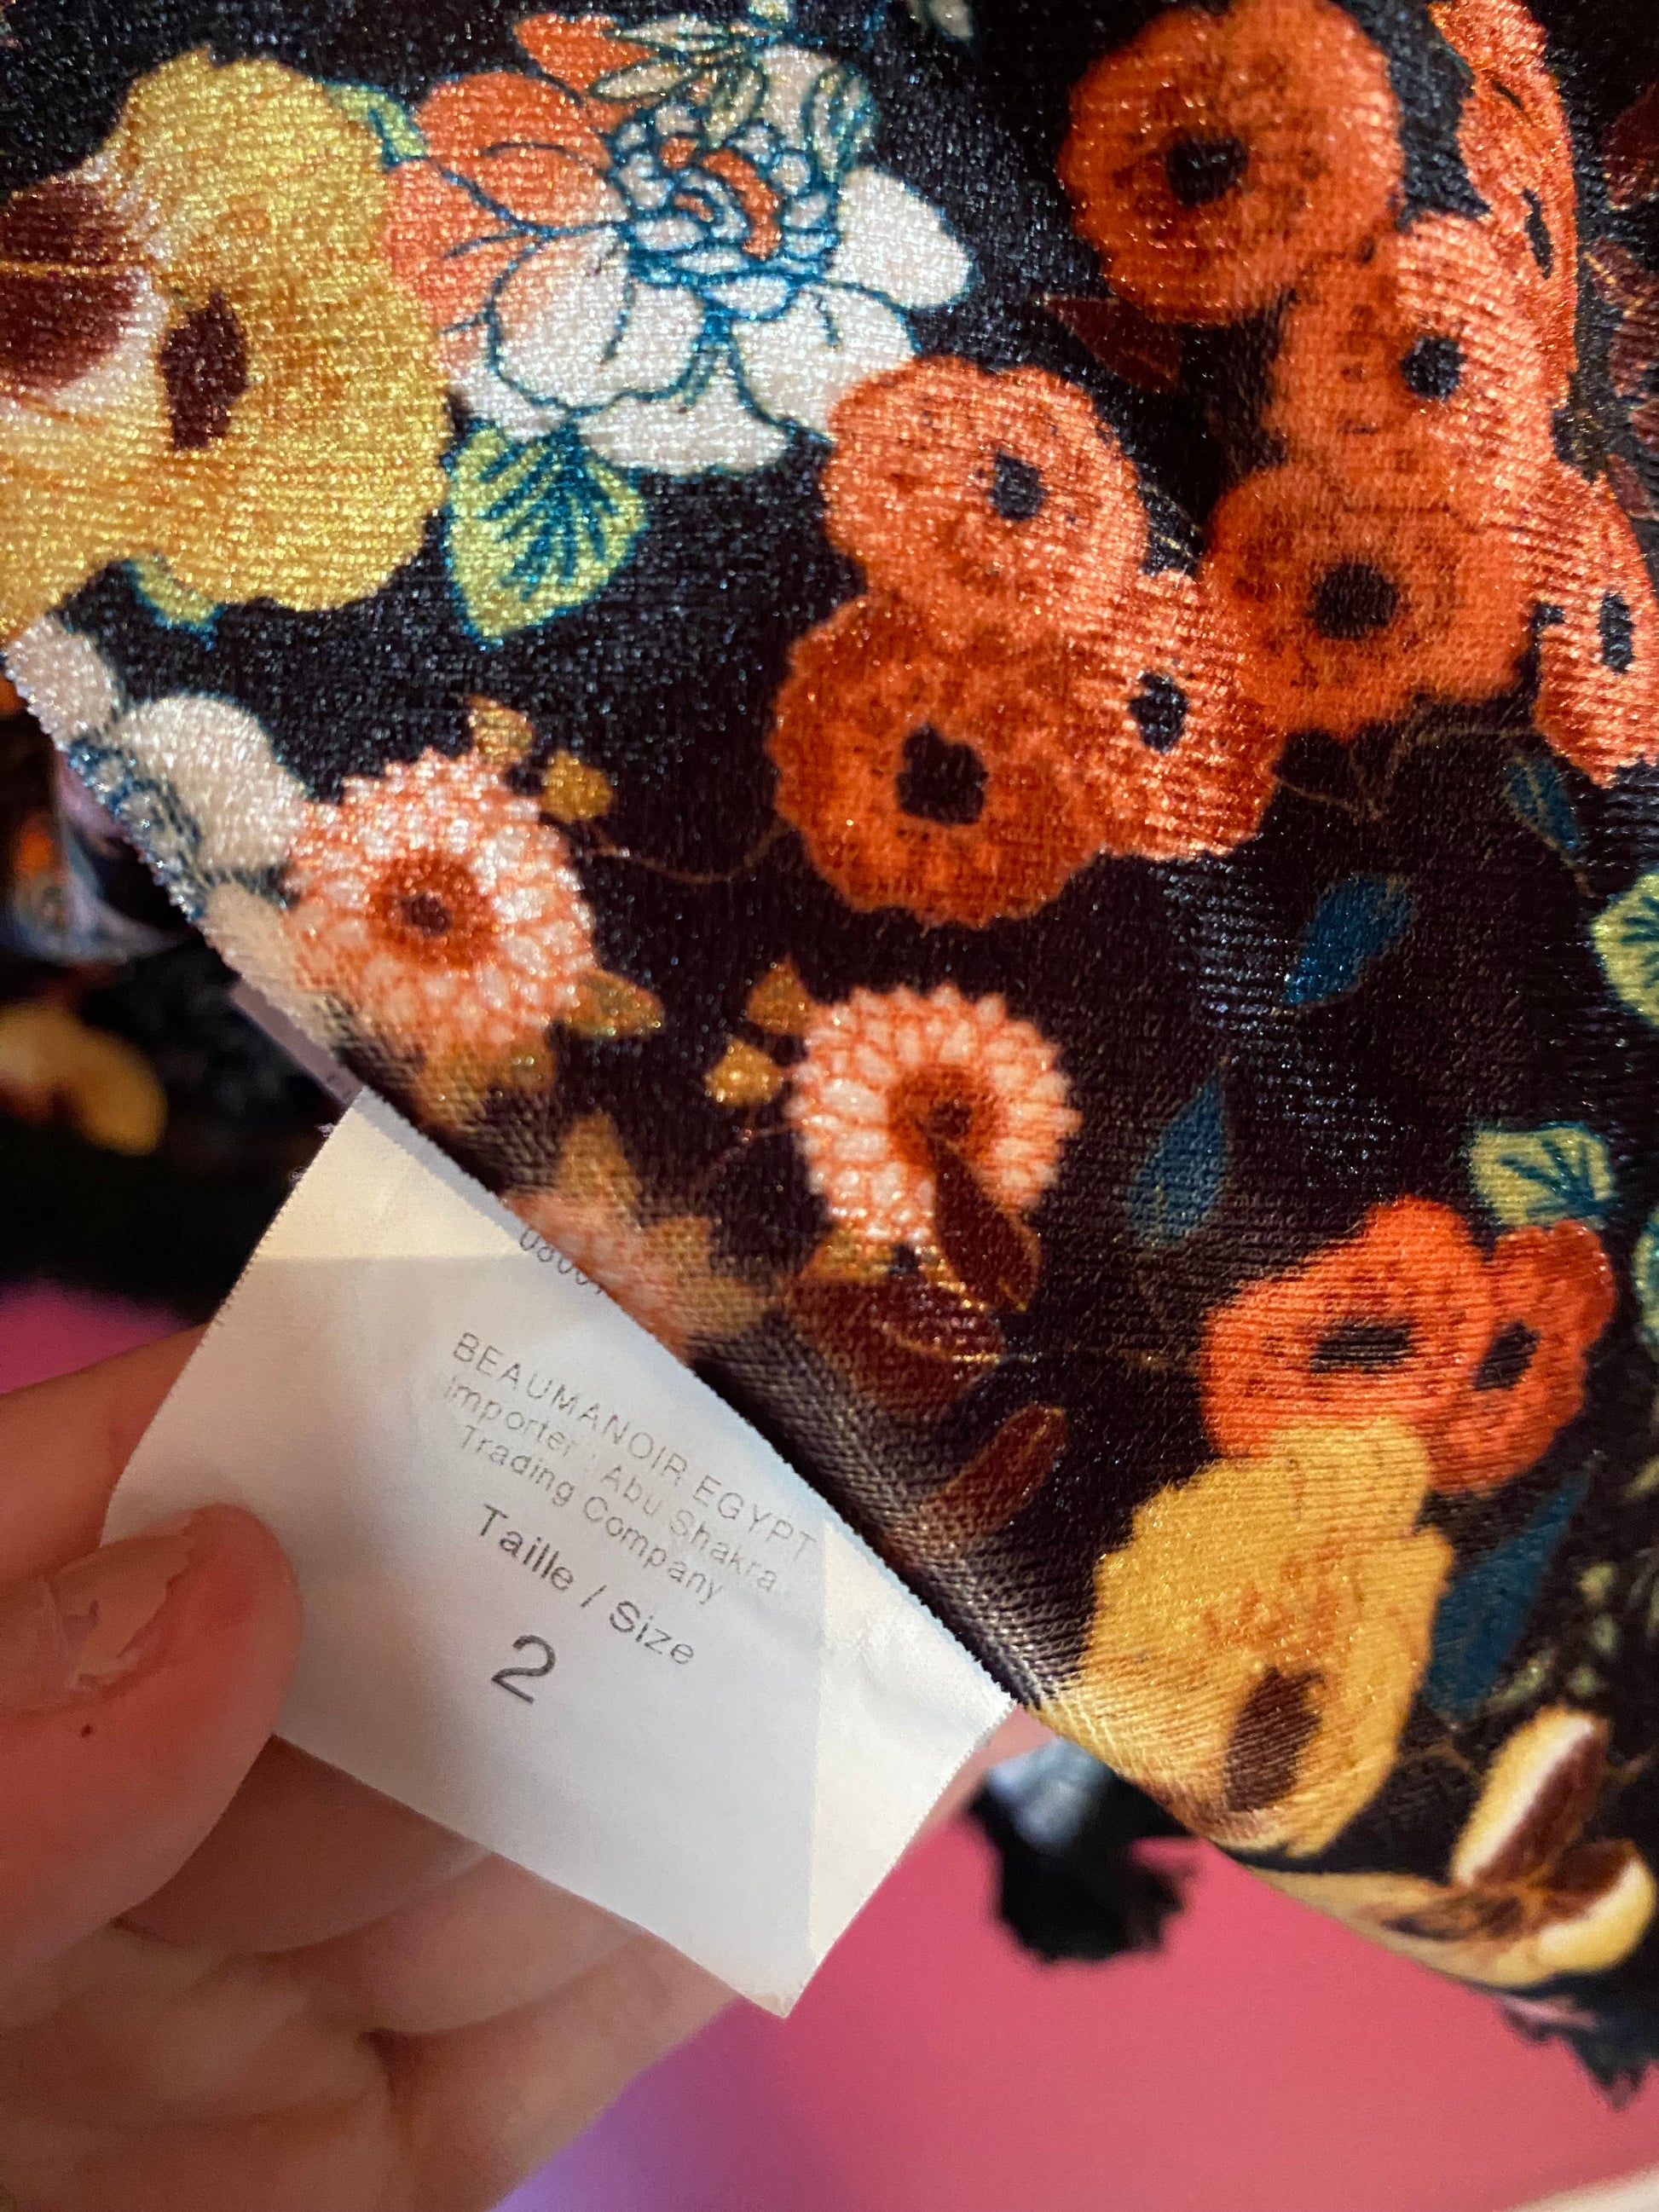 BEAUMANOIR EGYPT
Importer : Abu Shakra
Trading Company
Taille / Size
2